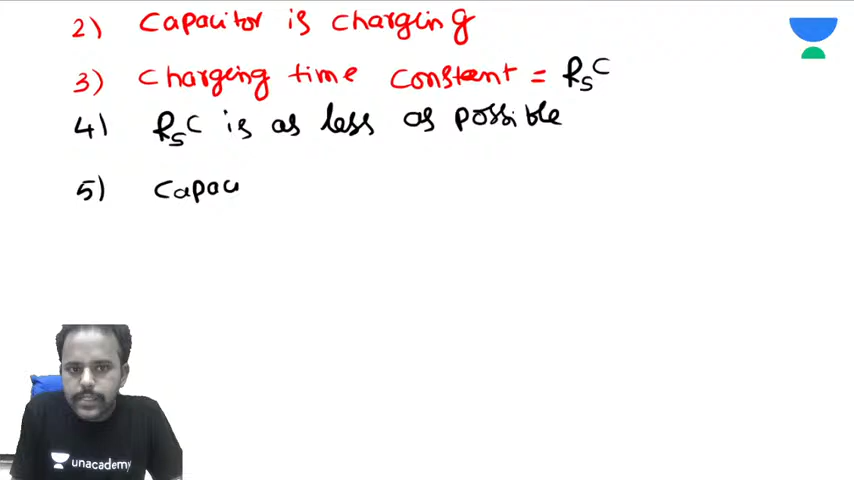 2) Capacitor is charging
3) Charging time constant = RSC
4) RSC is as less as possible
5) Capac
unacademy